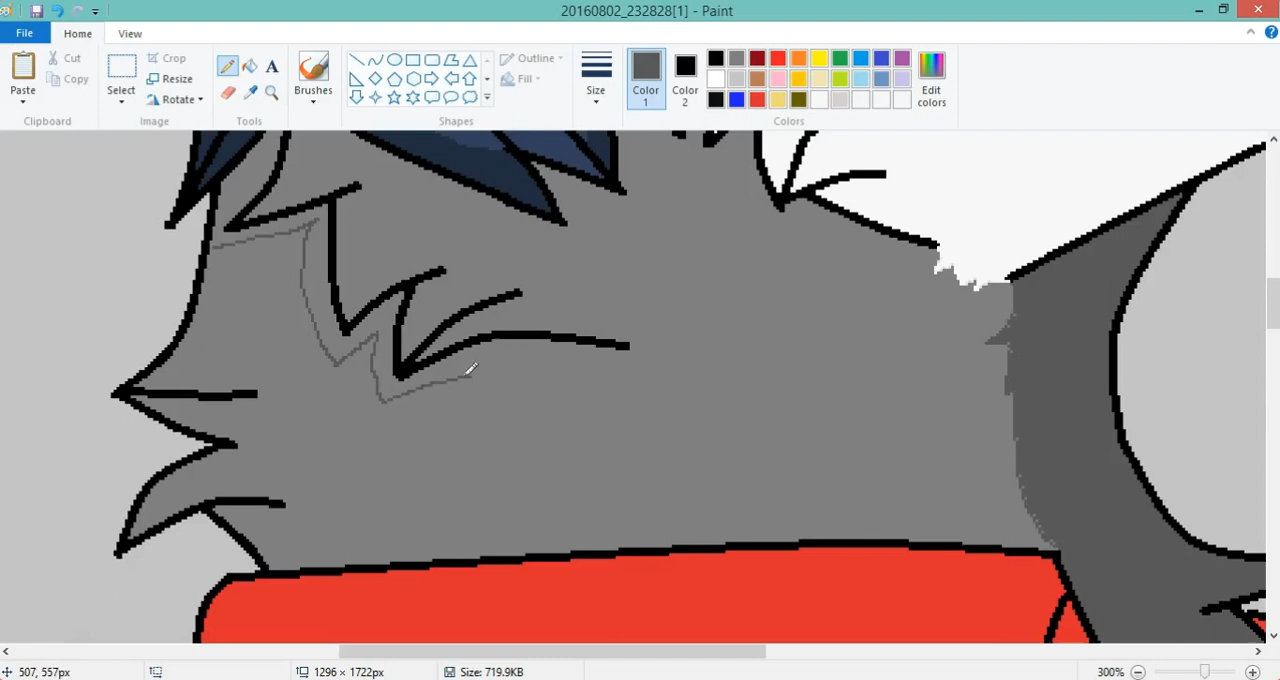 20160802_232828[1] - Paint
File
Home
View
Paste
Cut
Copy
Clipboard
Select
Crop
Resize
Rotate
Image
A
Tools
Brushes
Outline
Fill
Shapes
Size
Color 1
Color 2
Edit colors
Colors
507, 557px
1296 × 1722px
Size: 719.9KB
300%